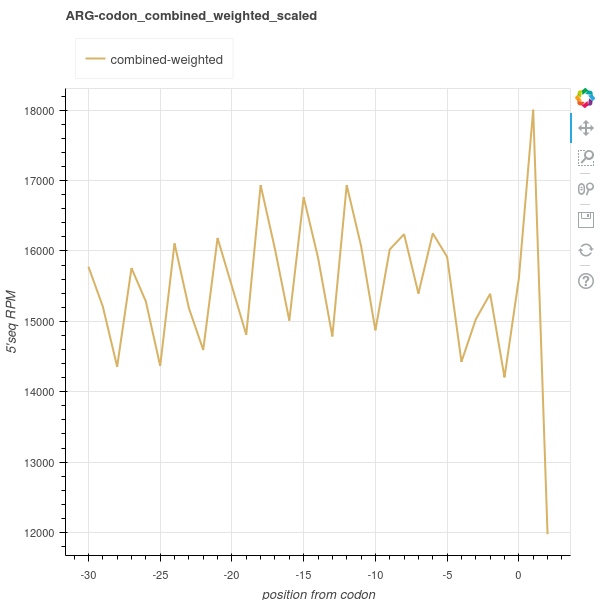 ARG-codon_combined_weighted_scaled
combined-weighted
18000
17000
16000
15000
14000
13000
12000
5'seq RPM
-30 -25 -20 -15 -10 -5 0
position from codon